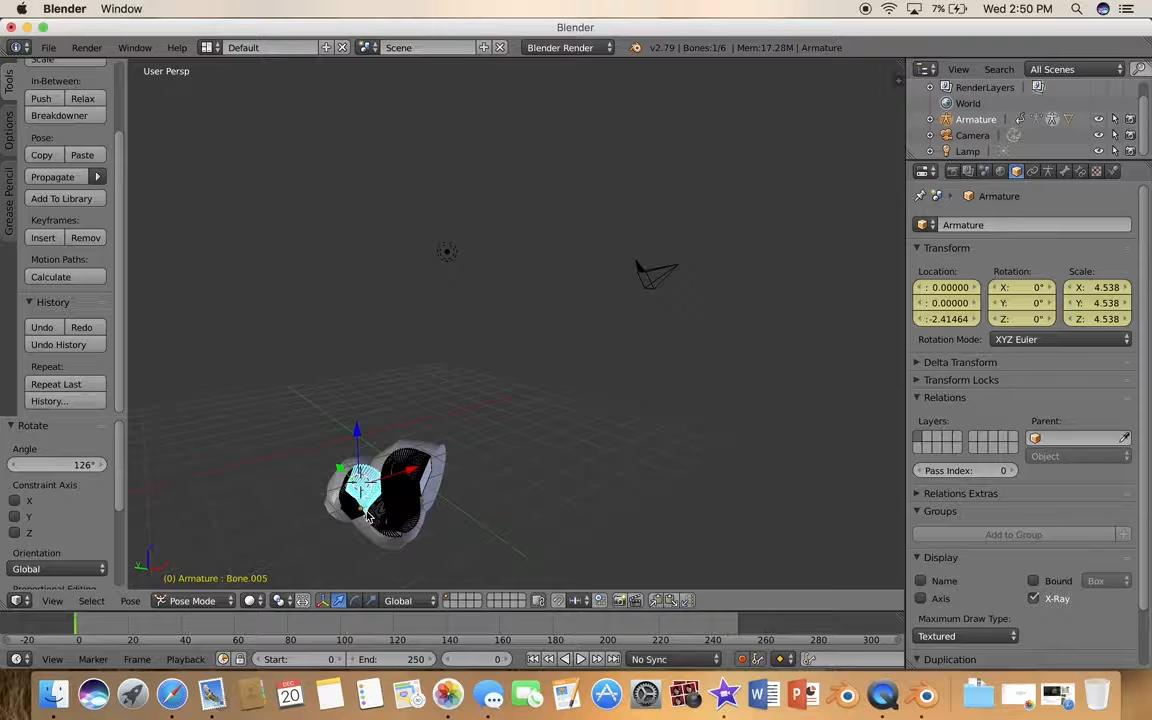 Blender Window 7% Wed 2:50 PM
Blender
File Render Window Help Default Scene Blender Render v2.79 | Bones:1/6 | Mem:17.28M | Armature
User Persp
View Search All Scenes
RenderLayers
World
Armature
Camera
Lamp
Tools
Options
Grease Pencil
Scale
In-Between:
Push Relax
Breakdowner
Pose:
Copy Paste
Propagate
Add To Library
Keyframes:
Insert Remov
Motion Paths:
Calculate
History
Undo Redo
Undo History
Repeat:
Repeat Last
History...
Rotate
Angle
126°
Constraint Axis
X
Y
Z
Orientation
Global
Proportional Editing
(0) Armature : Bone.005
View Select Pose Pose Mode Global
Armature
Armature
Transform
Location: Rotation: Scale:
: 0.00000 X: 0° X: 4.538
: 0.00000 Y: 0° Y: 4.538
:-2.41464 Z: 0° Z: 4.538
Rotation Mode: XYZ Euler
Delta Transform
Transform Locks
Relations
Layers: Parent:
Object
Pass Index: 0
Relations Extras
Groups
Add to Group
Display
Name Bound Box
Axis X-Ray
Maximum Draw Type:
Textured
Duplication
-20 0 20 40 60 80 100 120 140 160 180 200 220 240 260 280 300
View Marker Frame Playback Start: 0 End: 250 0 No Sync
DEC
20